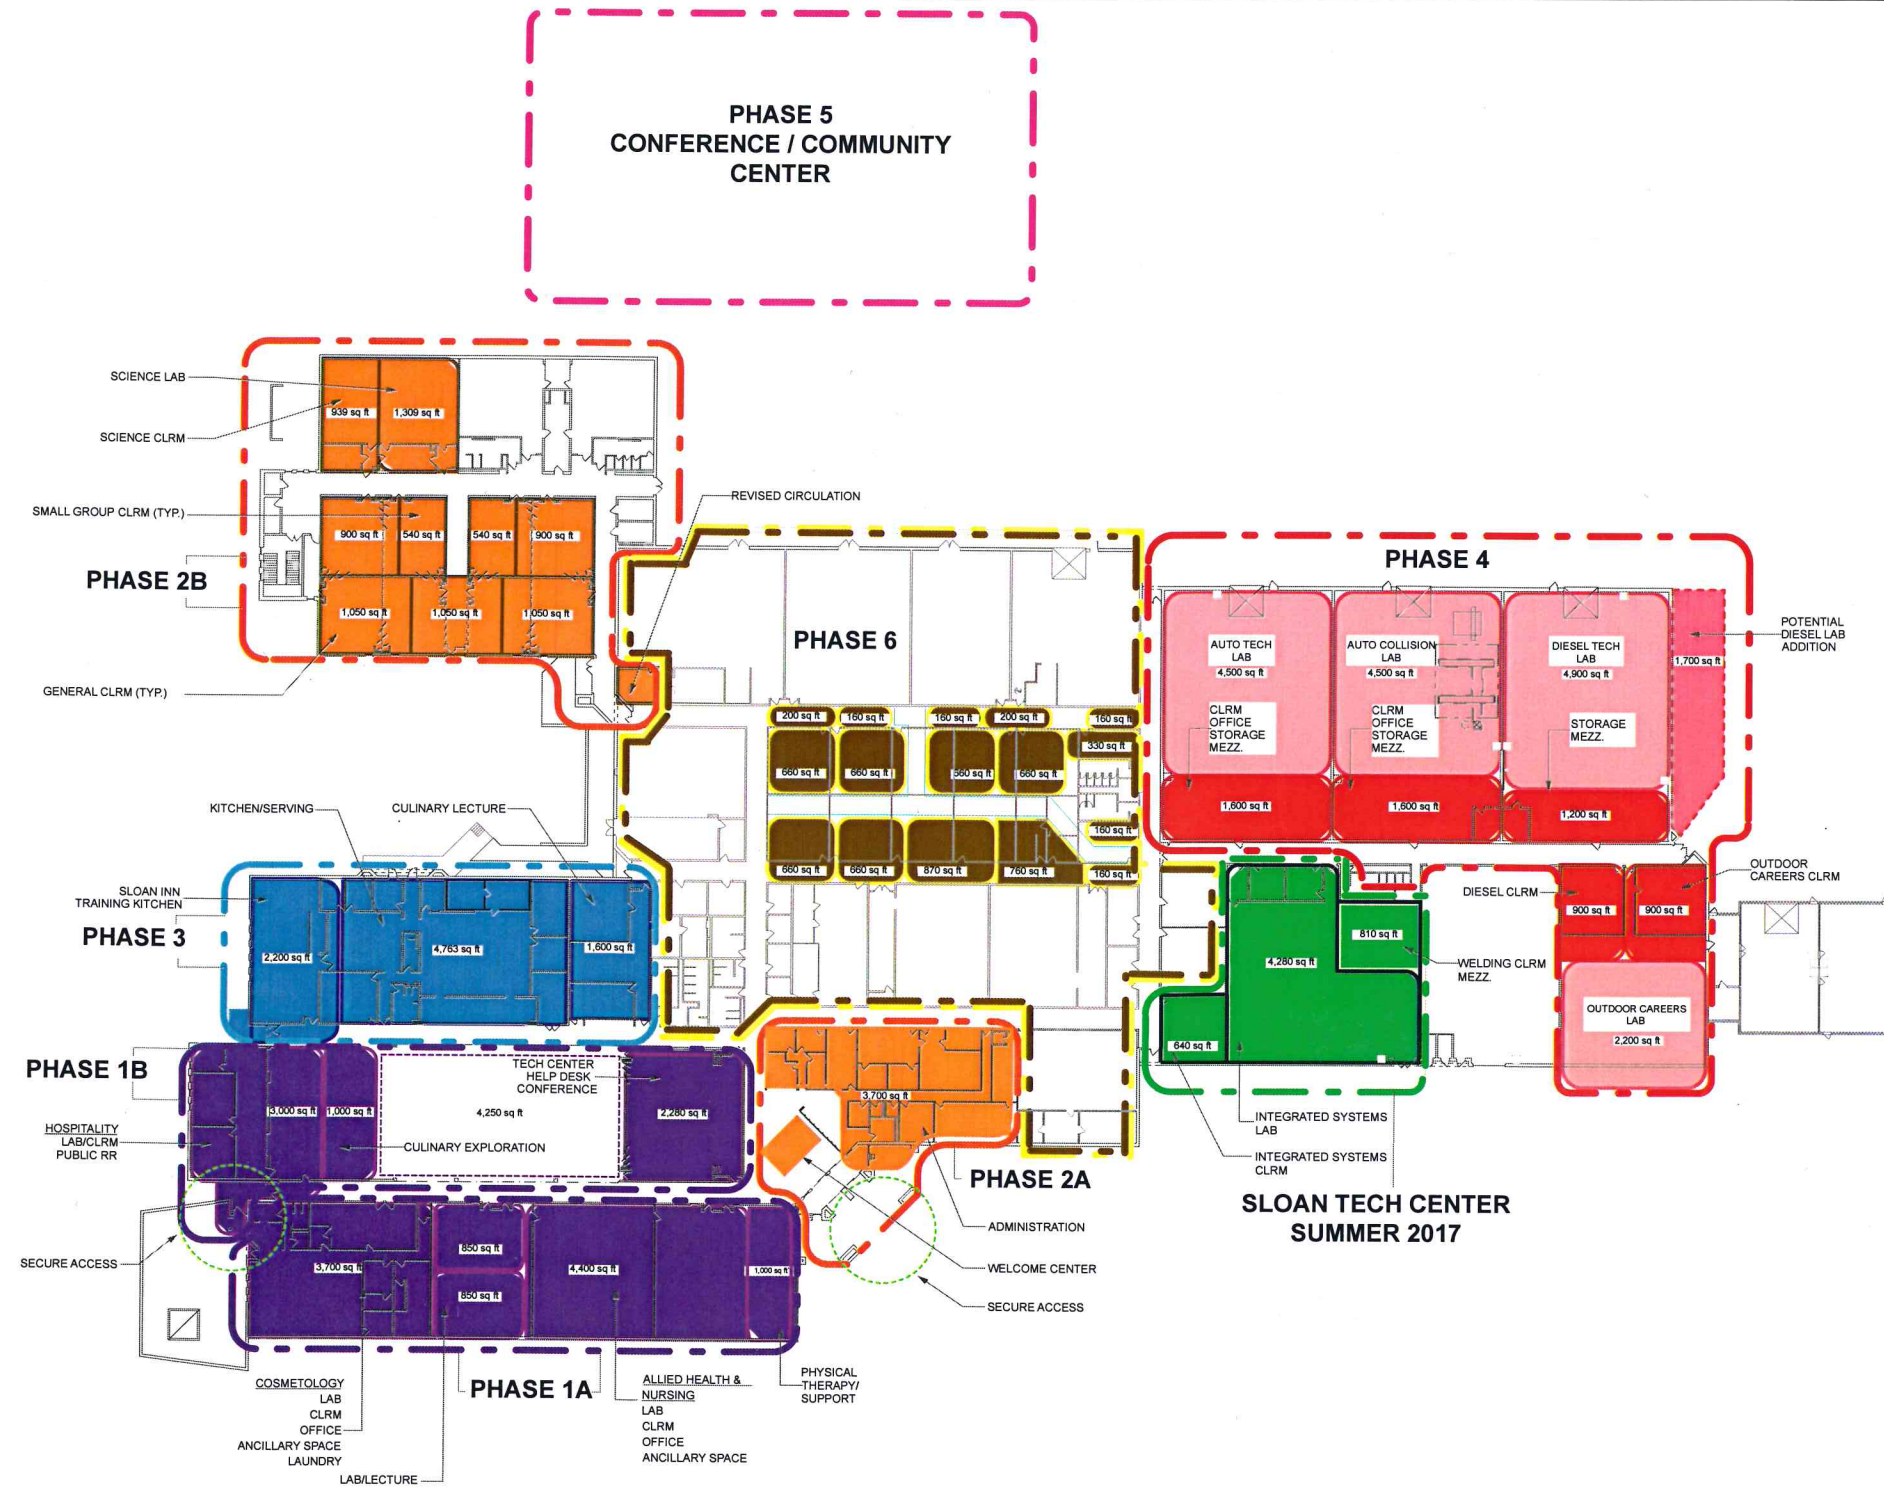 PHASE 5
CONFERENCE / COMMUNITY
CENTER
SCIENCE LAB
939 sq ft
1,309 sq ft
SCIENCE CLRM
SMALL GROUP CLRM (TYP.)
900 sq ft
540 sq ft
540 sq ft
900 sq ft
PHASE 2B
1,050 sq ft
1,050 sq ft
1,050 sq ft
GENERAL CLRM (TYP.)
REVISED CIRCULATION
PHASE 6
200 sq ft
160 sq ft
160 sq ft
200 sq ft
160 sq ft
330 sq ft
660 sq ft
660 sq ft
660 sq ft
660 sq ft
160 sq ft
660 sq ft
660 sq ft
870 sq ft
760 sq ft
160 sq ft
PHASE 4
AUTO TECH
LAB
4,500 sq ft
AUTO COLLISION
LAB
4,500 sq ft
DIESEL TECH
LAB
4,900 sq ft
1,700 sq ft
POTENTIAL
DIESEL LAB
ADDITION
CLRM
OFFICE
STORAGE
MEZZ.
CLRM
OFFICE
STORAGE
MEZZ.
STORAGE
MEZZ.
1,600 sq ft
1,600 sq ft
1,200 sq ft
DIESEL CLRM
OUTDOOR
CAREERS CLRM
900 sq ft
900 sq ft
OUTDOOR CAREERS
LAB
2,200 sq ft
KITCHEN/SERVING
CULINARY LECTURE
SLOAN INN
TRAINING KITCHEN
PHASE 3
2,200 sq ft
4,763 sq ft
1,600 sq ft
810 sq ft
4,280 sq ft
WELDING CLRM
MEZZ.
640 sq ft
INTEGRATED SYSTEMS
LAB
INTEGRATED SYSTEMS
CLRM
SLOAN TECH CENTER
SUMMER 2017
PHASE 1B
TECH CENTER
HELP DESK
CONFERENCE
3,000 sq ft
1,000 sq ft
4,250 sq ft
2,280 sq ft
HOSPITALITY
LAB/CLRM
PUBLIC RR
CULINARY EXPLORATION
3,700 sq ft
PHASE 2A
ADMINISTRATION
WELCOME CENTER
SECURE ACCESS
SECURE ACCESS
3,700 sq ft
850 sq ft
850 sq ft
4,400 sq ft
1,000 sq ft
COSMETOLOGY
LAB
CLRM
OFFICE
ANCILLARY SPACE
LAUNDRY
LAB/LECTURE
PHASE 1A
ALLIED HEALTH &
NURSING
LAB
CLRM
OFFICE
ANCILLARY SPACE
PHYSICAL
THERAPY/
SUPPORT